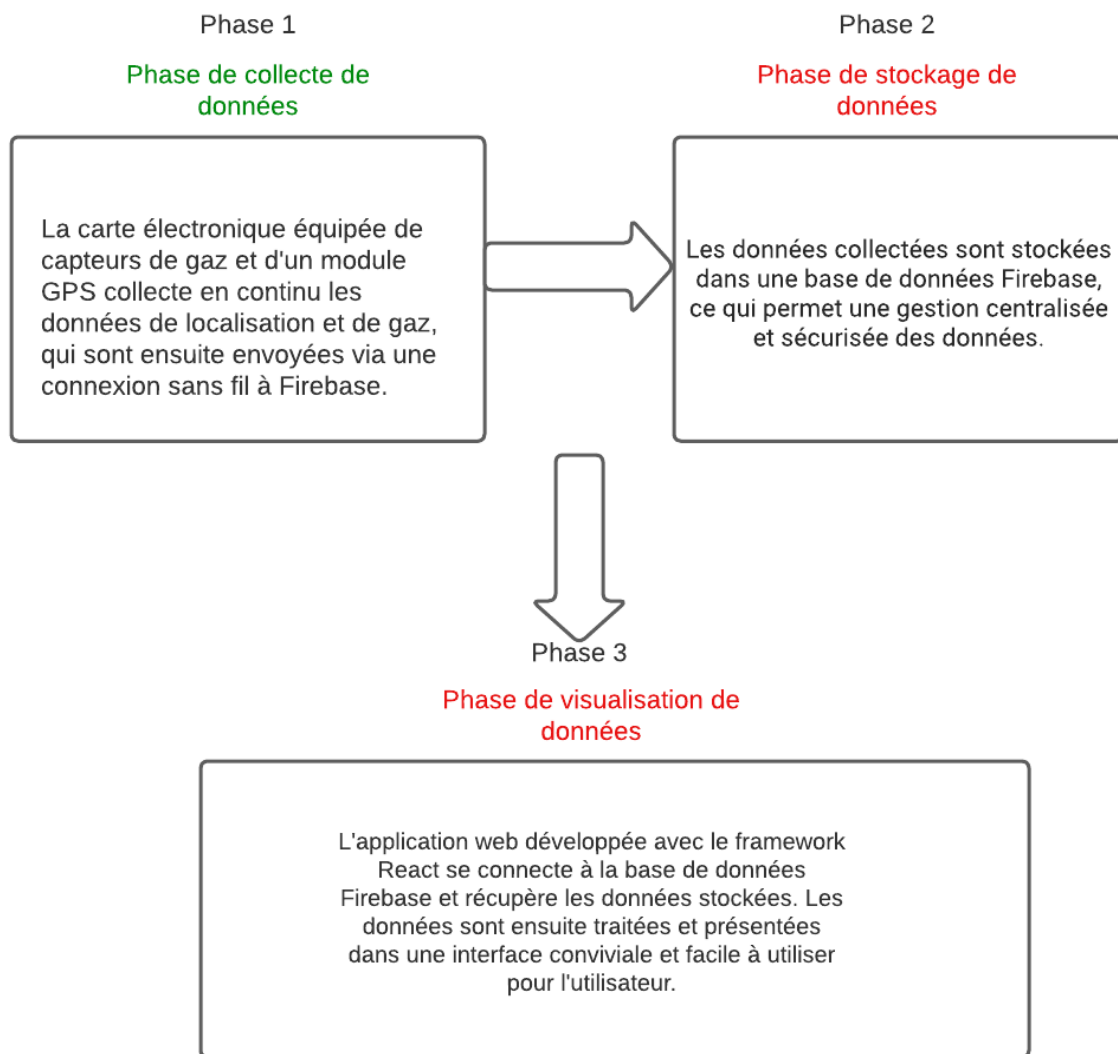 Phase 1
Phase de collecte de
données
La carte électronique équipée de
capteurs de gaz et d'un module
GPS collecte en continu les
données de localisation et de gaz,
qui sont ensuite envoyées via une
connexion sans fil à Firebase.
Phase 2
Phase de stockage de
données
Les données collectées sont stockées
dans une base de données Firebase,
ce qui permet une gestion centralisée
et sécurisée des données.
Phase 3
Phase de visualisation de
données
L'application web développée avec le framework
React se connecte à la base de données
Firebase et récupère les données stockées. Les
données sont ensuite traitées et présentées
dans une interface conviviale et facile à utiliser
pour l'utilisateur.